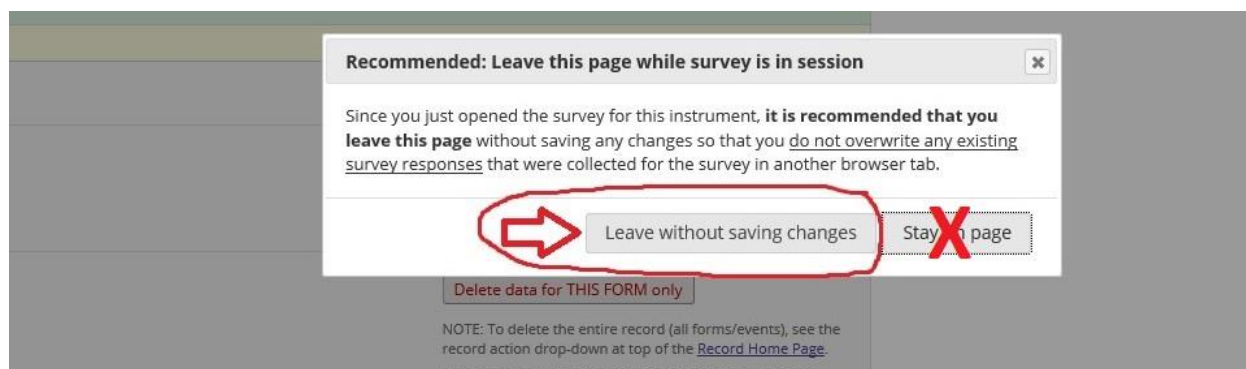 Recommended: Leave this page while survey is in session
Since you just opened the survey for this instrument, it is recommended that you
leave this page without saving any changes so that you do not overwrite any existing
survey responses that were collected for the survey in another browser tab.
Leave without saving changes
Stay on page
X
Delete data for THIS FORM only
NOTE: To delete the entire record (all forms/events), see the
record action drop-down at top of the Record Home Page.